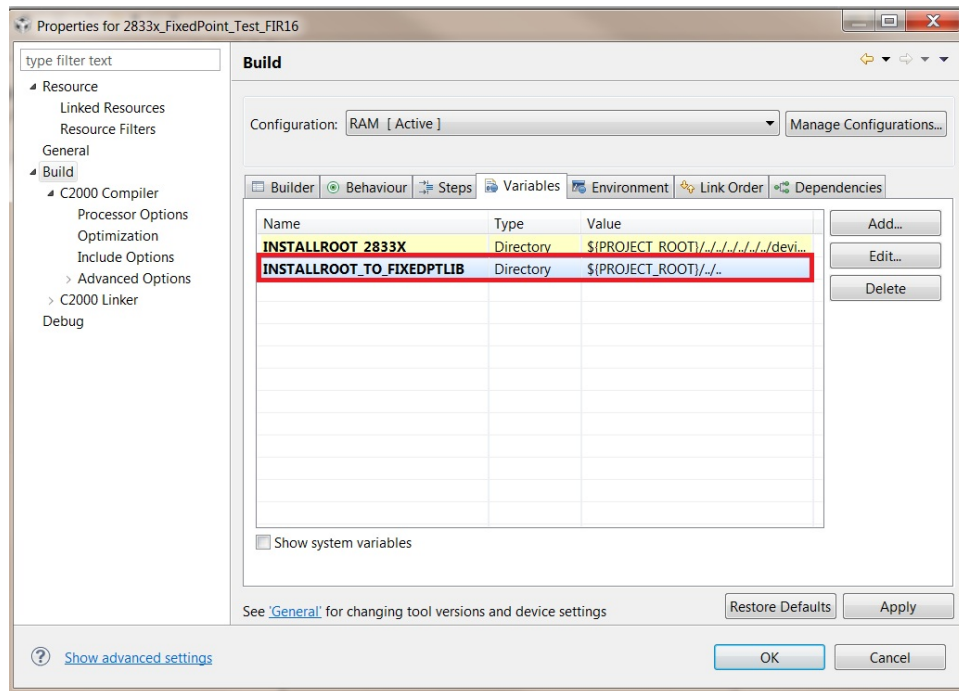 Properties for 2833x_FixedPoint_Test_FIR16
type filter text
Resource
Linked Resources
Resource Filters
General
Build
C2000 Compiler
Processor Options
Optimization
Include Options
Advanced Options
C2000 Linker
Debug
Build
Configuration: RAM [ Active ] Manage Configurations...
Builder Behaviour Steps Variables Environment Link Order Dependencies
Name Type Value
INSTALLROOT_2833X Directory ${PROJECT_ROOT}/../../../../../../devi...
INSTALLROOT_TO_FIXEDPTLIB Directory ${PROJECT_ROOT}/../..
Add...
Edit...
Delete
Show system variables
See 'General' for changing tool versions and device settings
Restore Defaults Apply
? Show advanced settings
OK Cancel